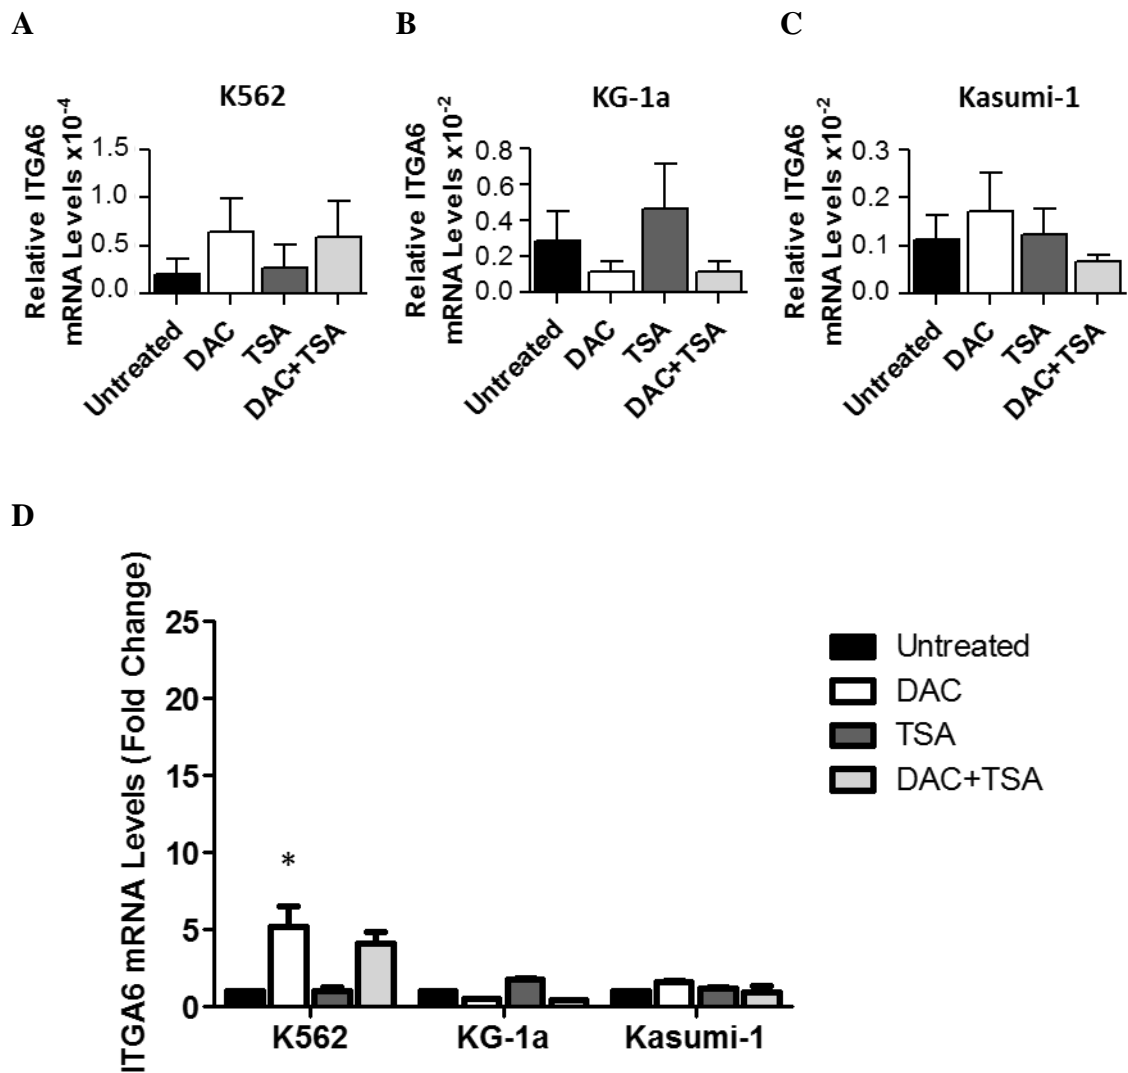 A
B
C
K562
Relative ITGA6
mRNA Levels x10-4
1.5
1.0
0.5
0.0
Untreated
DAC
TSA
DAC+TSA
KG-1a
Relative ITGA6
mRNA Levels x10-2
0.8
0.6
0.4
0.2
0.0
Untreated
DAC
TSA
DAC+TSA
Kasumi-1
Relative ITGA6
mRNA Levels x10-2
0.3
0.2
0.1
0.0
Untreated
DAC
TSA
DAC+TSA
D
ITGA6 mRNA Levels (Fold Change)
25
20
15
10
5
0
*
K562
KG-1a
Kasumi-1
Untreated
DAC
TSA
DAC+TSA